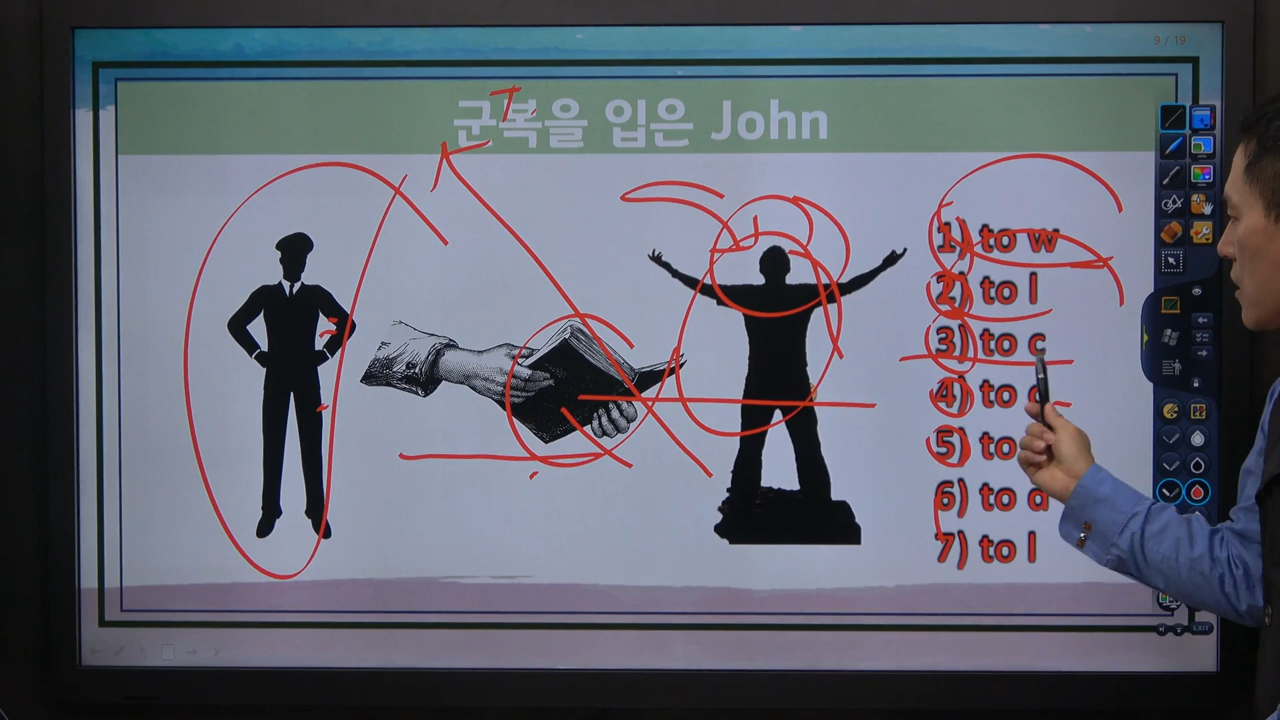 9 / 19
군복을 입은 John
1) to w
2) to l
3) to c
4) to
5) to
6) to d
7) to l
EXIT